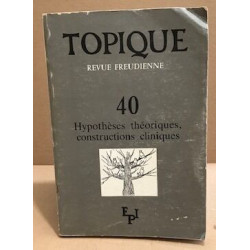 TOPIQUE
REVUE FREUDIENNE
40
Hypothèses théoriques,
constructions cliniques
EPI